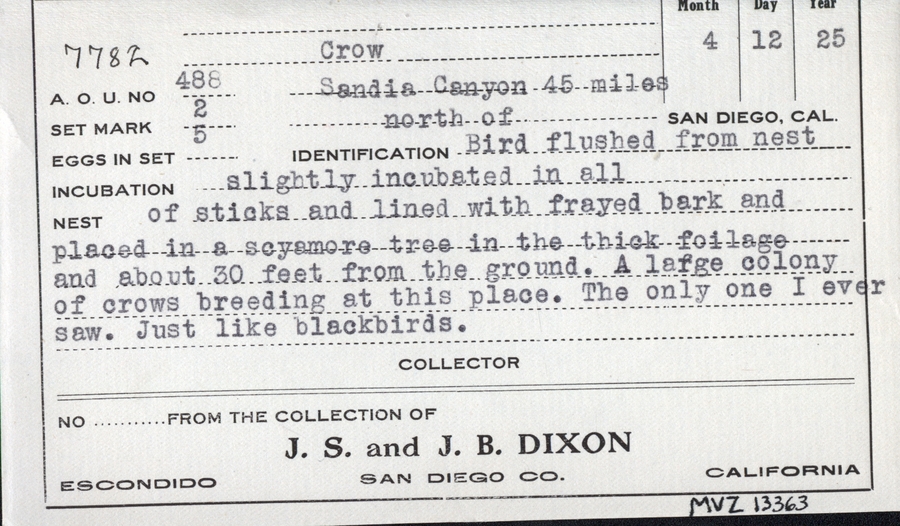 Month Day Year
7782 Crow 4 12 25
A. O. U. NO 488 Sandia Canyon 45 miles
SET MARK 2 north of SAN DIEGO, CAL.
EGGS IN SET 5 IDENTIFICATION Bird flushed from nest
INCUBATION slightly incubated in all
NEST of sticks and lined with frayed bark and
placed in a scyamore tree in the thick foilage
and about 30 feet from the ground. A lafge colony
of crows breeding at this place. The only one I ever
saw. Just like blackbirds.
COLLECTOR
NO ........... FROM THE COLLECTION OF
J. S. and J. B. DIXON
ESCONDIDO SAN DIEGO CO. CALIFORNIA
MVZ 13363